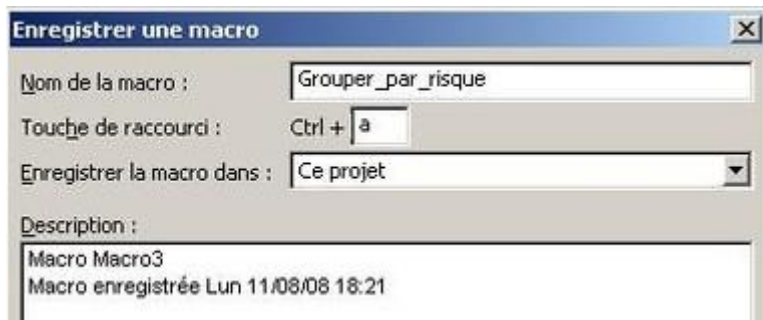 Enregistrer une macro
Nom de la macro : Grouper_par_risque
Touche de raccourci : Ctrl + a
Enregistrer la macro dans : Ce projet
Description :
Macro Macro3
Macro enregistrée Lun 11/08/08 18:21